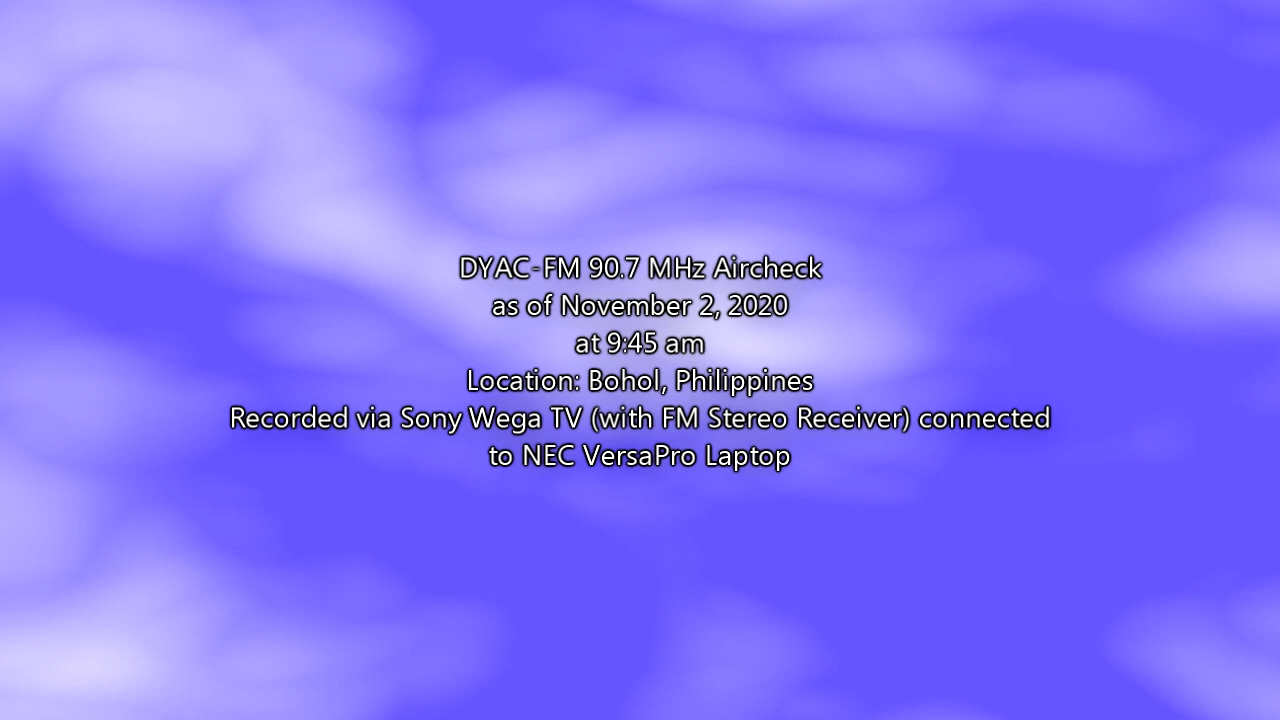 DYAC-FM 90.7 MHz Aircheck
as of November 2, 2020
at 9:45 am
Location: Bohol, Philippines
Recorded via Sony Wega TV (with FM Stereo Receiver) connected
to NEC VersaPro Laptop